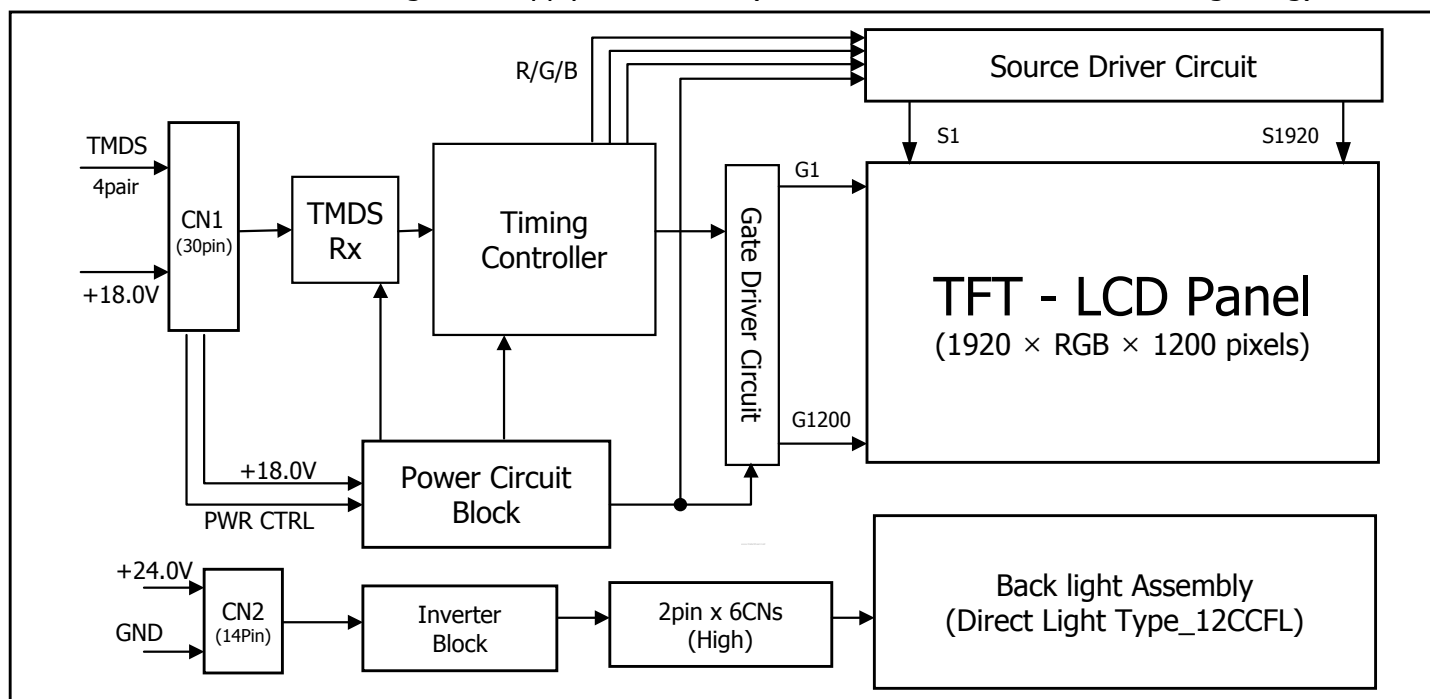 R/G/B
Source Driver Circuit
S1
S1920
TMDS
4pair
CN1
(30pin)
+18.0V
TMDS
Rx
Timing
Controller
Gate Driver Circuit
G1
G1200
TFT - LCD Panel
(1920 × RGB × 1200 pixels)
+18.0V
PWR CTRL
Power Circuit
Block
+24.0V
GND
CN2
(14Pin)
Inverter
Block
2pin x 6CNs
(High)
Back light Assembly
(Direct Light Type_12CCFL)